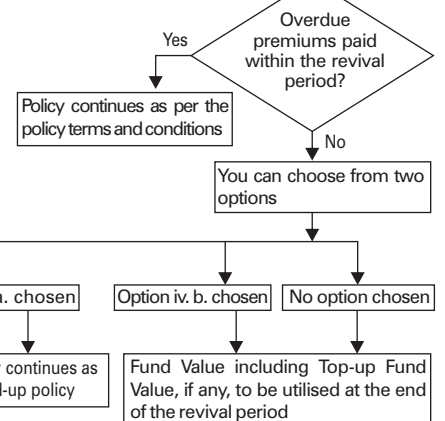 Overdue
premiums paid
within the revival
period?
Yes
Policy continues as per the
policy terms and conditions
No
You can choose from two
options
a. chosen
Option iv. b. chosen
No option chosen
continues as
policy
Fund Value including Top-up Fund
Value, if any, to be utilised at the end
of the revival period